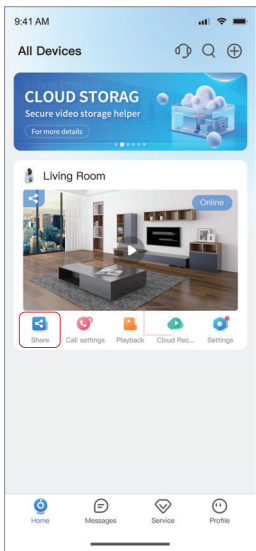 9:41 AM
All Devices
CLOUD STORAG
Secure video storage helper
For more details
Living Room
Online
Share
Call settings
Playback
Cloud Rec...
Settings
Home
Messages
Service
Profile